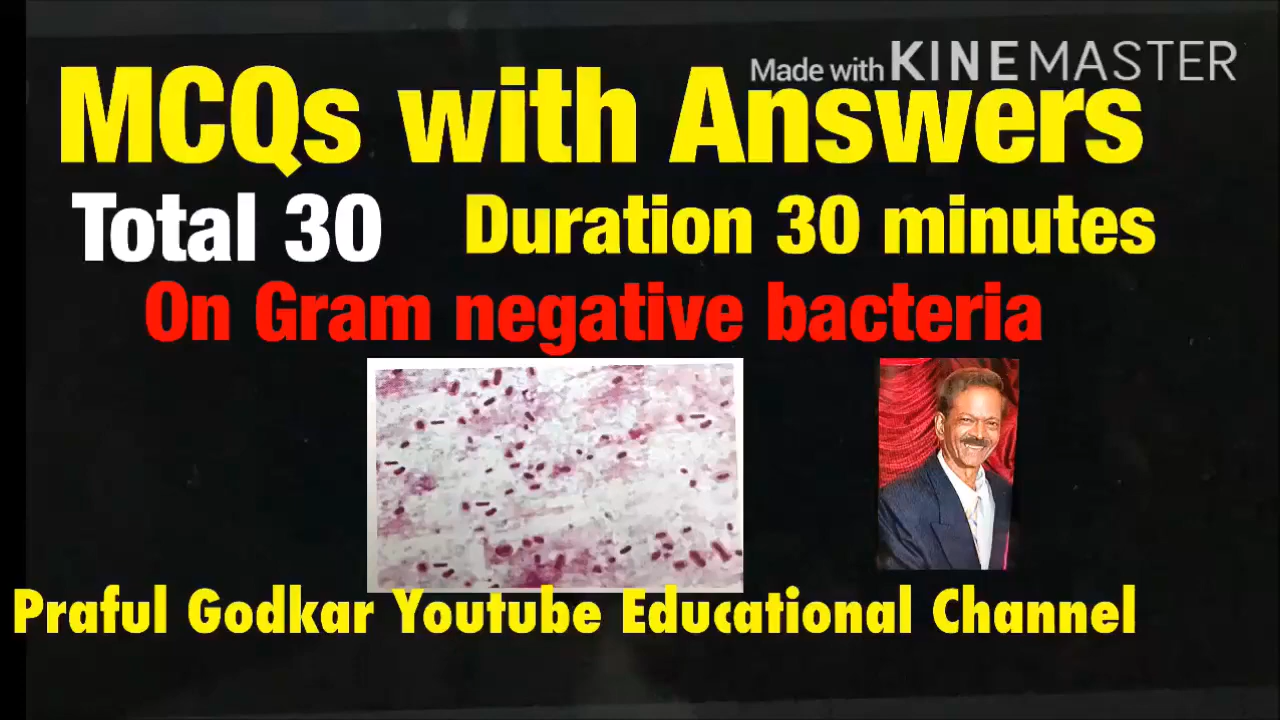 Made with KINEMASTER
MCQs with Answers
Total 30 Duration 30 minutes
On Gram negative bacteria
Praful Godkar Youtube Educational Channel